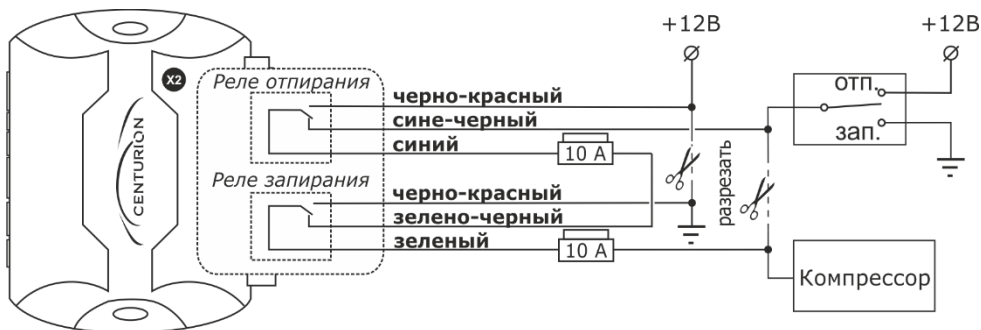 +12В
+12В
X2
Реле отпирания
отп.
черно-красный
сине-черный
зап.
синий
10 А
CENTURION
разрезать
Реле запирания
черно-красный
зелено-черный
зеленый
10 А
Компрессор